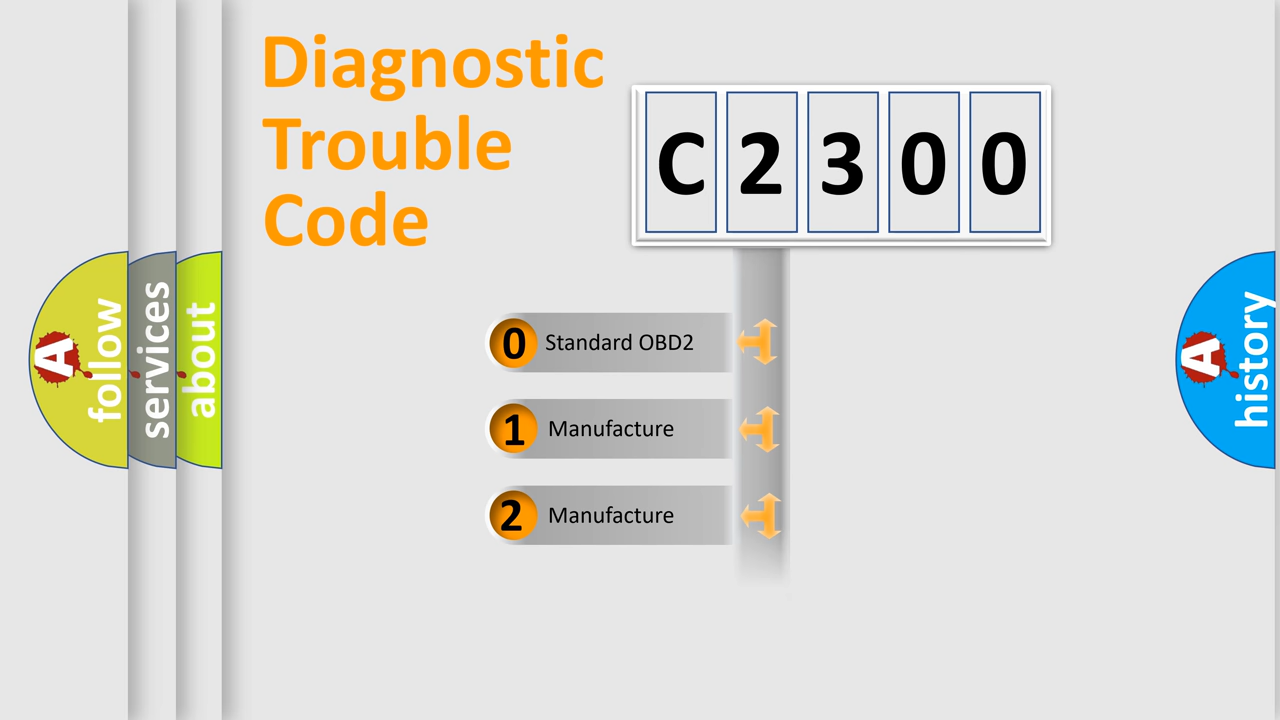 Diagnostic
Trouble
Code
C2300
0 Standard OBD2
1 Manufacture
2 Manufacture
A follow
services
about
A history